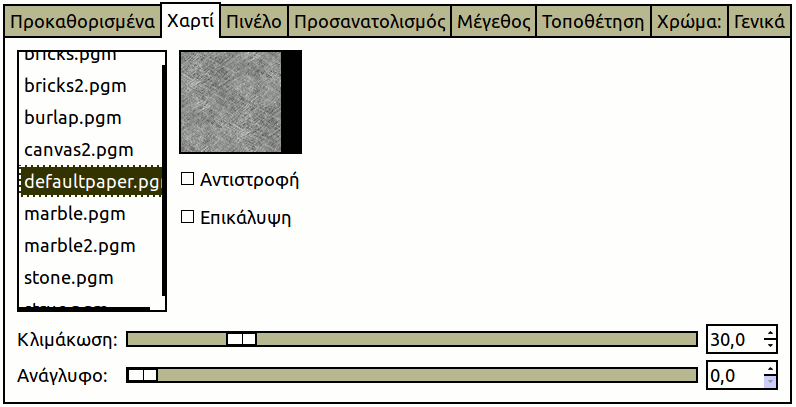 Προκαθορισμένα Χαρτί Πινέλο Προσανατολισμός Μέγεθος Τοποθέτηση Χρώμα: Γενικά
bricks.pgm
bricks2.pgm
burlap.pgm
canvas2.pgm
defaultpaper.pg
marble.pgm
marble2.pgm
stone.pgm
Αντιστροφή
Επικάλυψη
Κλιμάκωση: 30,0
Ανάγλυφο: 0,0